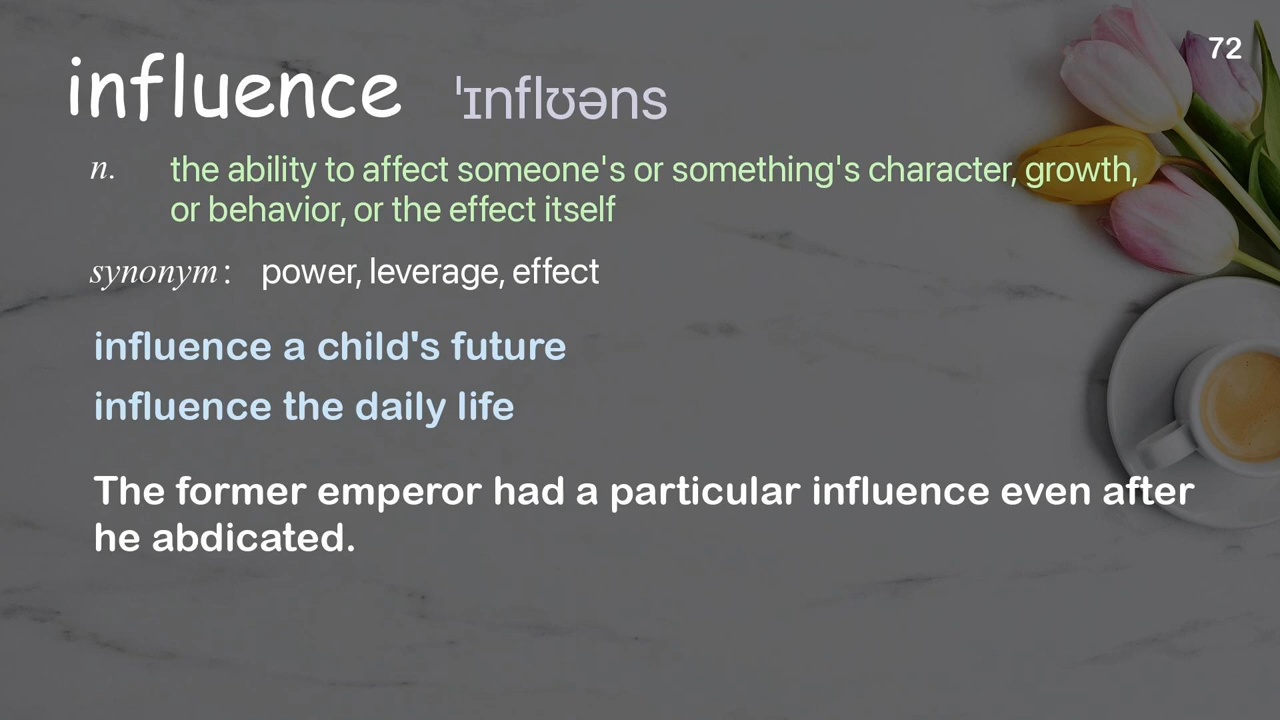 72
influence ˈɪnflʊəns
n. the ability to affect someone's or something's character, growth,
or behavior, or the effect itself
synonym: power, leverage, effect
influence a child's future
influence the daily life
The former emperor had a particular influence even after
he abdicated.